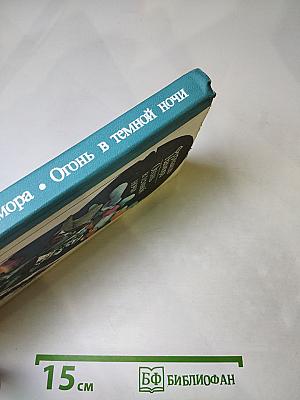 мора • Огонь в темной ночи
15 см
БФ БИБЛИОФАН